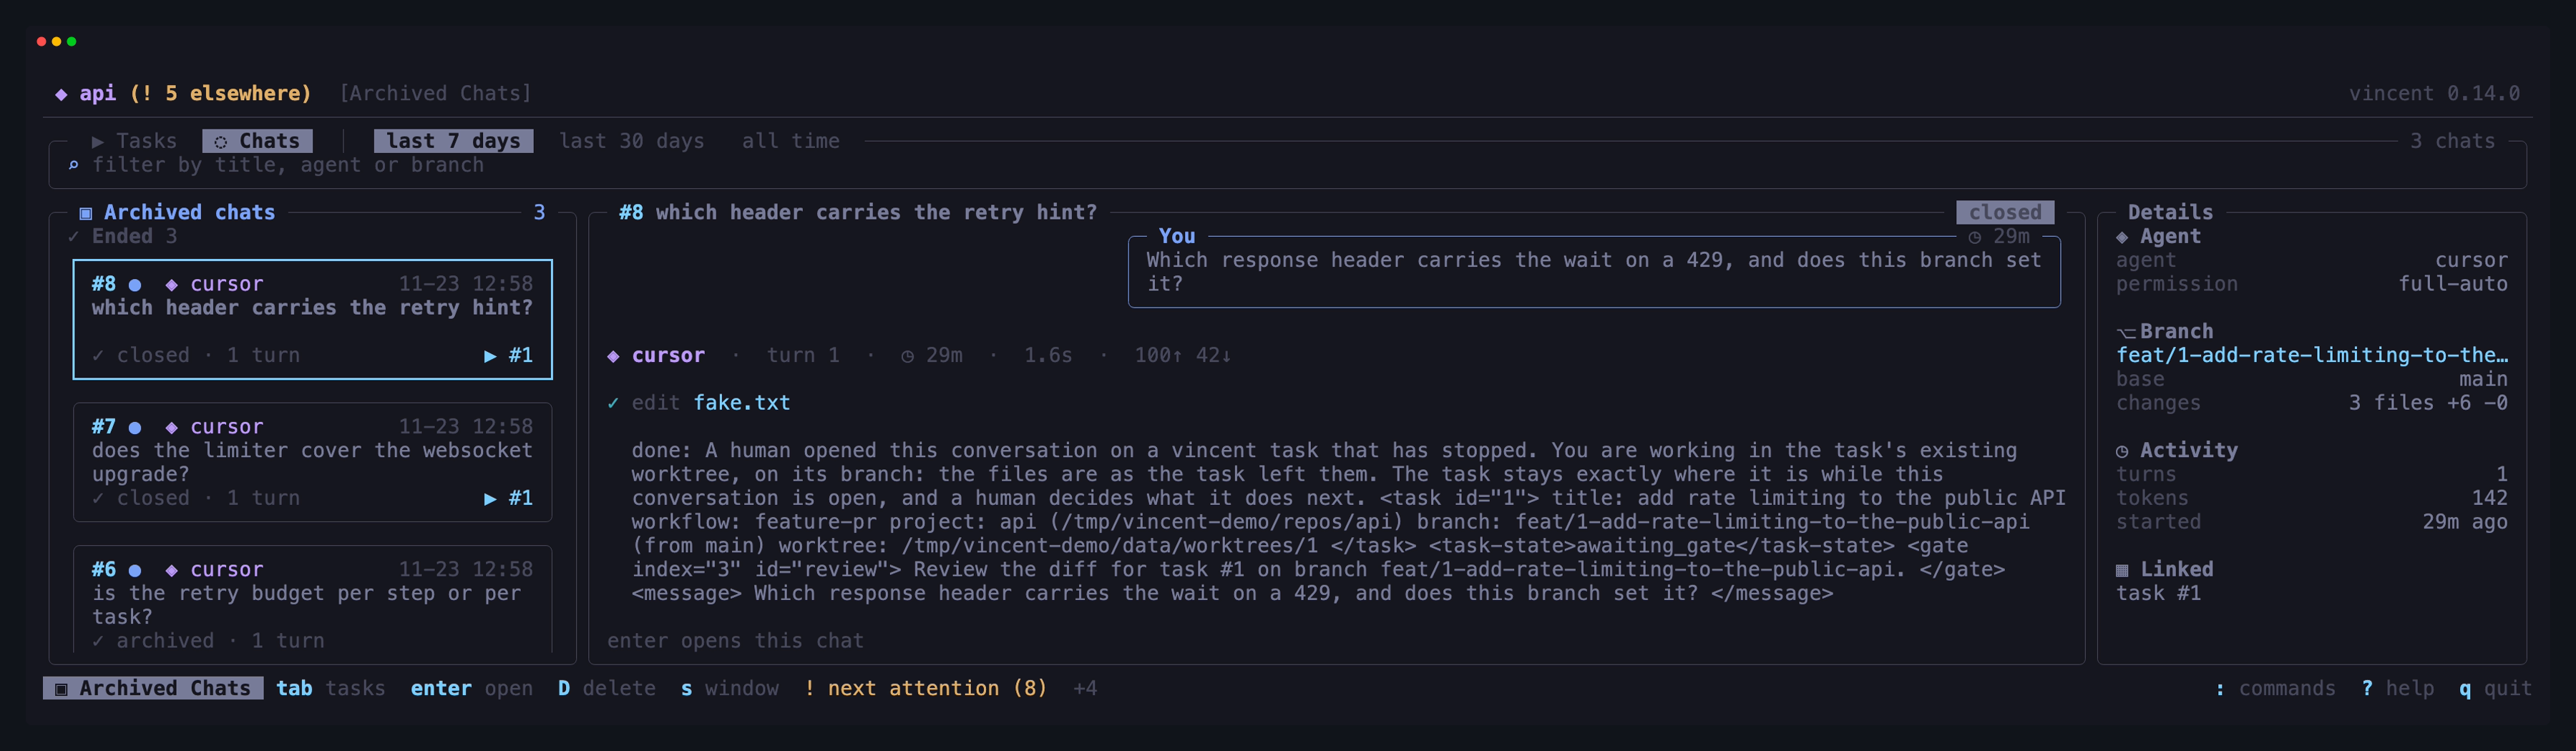 ◆ api (! 5 elsewhere) [Archived Chats] vincent 0.14.0
▶ Tasks ◌ Chats │ last 7 days last 30 days all time 3 chats
⌕ filter by title, agent or branch
▣ Archived chats 3
✓ Ended 3
#8 ● ◈ cursor 11-23 12:58
which header carries the retry hint?
✓ closed · 1 turn ▶ #1
#7 ● ◈ cursor 11-23 12:58
does the limiter cover the websocket
upgrade?
✓ closed · 1 turn ▶ #1
#6 ● ◈ cursor 11-23 12:58
is the retry budget per step or per
task?
✓ archived · 1 turn
#8 which header carries the retry hint? closed
You ◷ 29m
Which response header carries the wait on a 429, and does this branch set
it?
◈ cursor · turn 1 · ◷ 29m · 1.6s · 100↑ 42↓
✓ edit fake.txt
done: A human opened this conversation on a vincent task that has stopped. You are working in the task's existing
worktree, on its branch: the files are as the task left them. The task stays exactly where it is while this
conversation is open, and a human decides what it does next. <task id="1"> title: add rate limiting to the public API
workflow: feature-pr project: api (/tmp/vincent-demo/repos/api) branch: feat/1-add-rate-limiting-to-the-public-api
(from main) worktree: /tmp/vincent-demo/data/worktrees/1 </task> <task-state>awaiting_gate</task-state> <gate
index="3" id="review"> Review the diff for task #1 on branch feat/1-add-rate-limiting-to-the-public-api. </gate>
<message> Which response header carries the wait on a 429, and does this branch set it? </message>
enter opens this chat
Details
◈ Agent
agent cursor
permission full-auto
⌥ Branch
feat/1-add-rate-limiting-to-the…
base main
changes 3 files +6 −0
◷ Activity
turns 1
tokens 142
started 29m ago
▦ Linked
task #1
▣ Archived Chats tab tasks enter open D delete s window ! next attention (8) +4 : commands ? help q quit